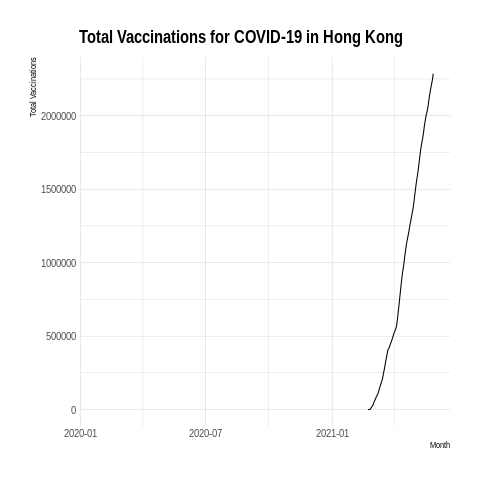 Total Vaccinations for COVID-19 in Hong Kong
Total Vaccinations
2000000
1500000
1000000
500000
0
2020-01 2020-07 2021-01
Month